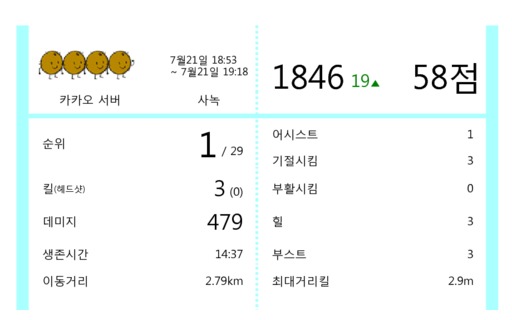 7월21일 18:53
~ 7월21일 19:18
카카오 서버
사녹
1846 19▲ 58점
순위 1 / 29
킬(헤드샷) 3 (0)
데미지 479
생존시간 14:37
이동거리 2.79km
어시스트 1
기절시킴 3
부활시킴 0
힐 3
부스트 3
최대거리킬 2.9m